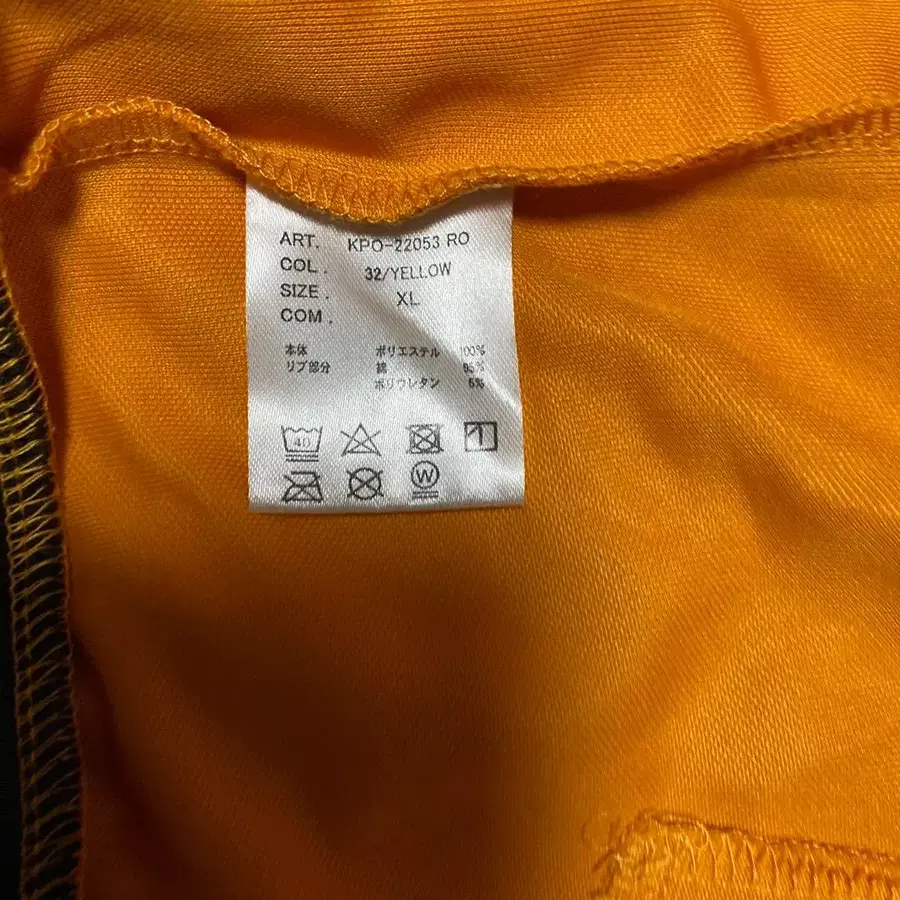 ART. KPO-22053 RO
COL. 32/YELLOW
SIZE. XL
COM.
本体 ポリエステル 100%
リブ部分 綿 95%
ポリウレタン 5%
40
W